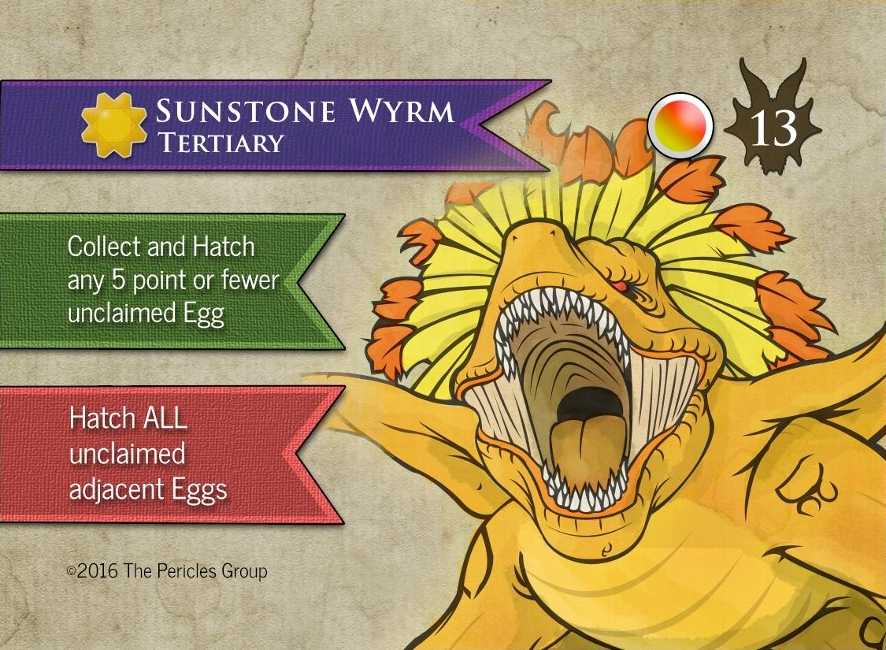 Sunstone Wyrm
Tertiary
13
Collect and Hatch
any 5 point or fewer
unclaimed Egg
Hatch ALL
unclaimed
adjacent Eggs
©2016 The Pericles Group